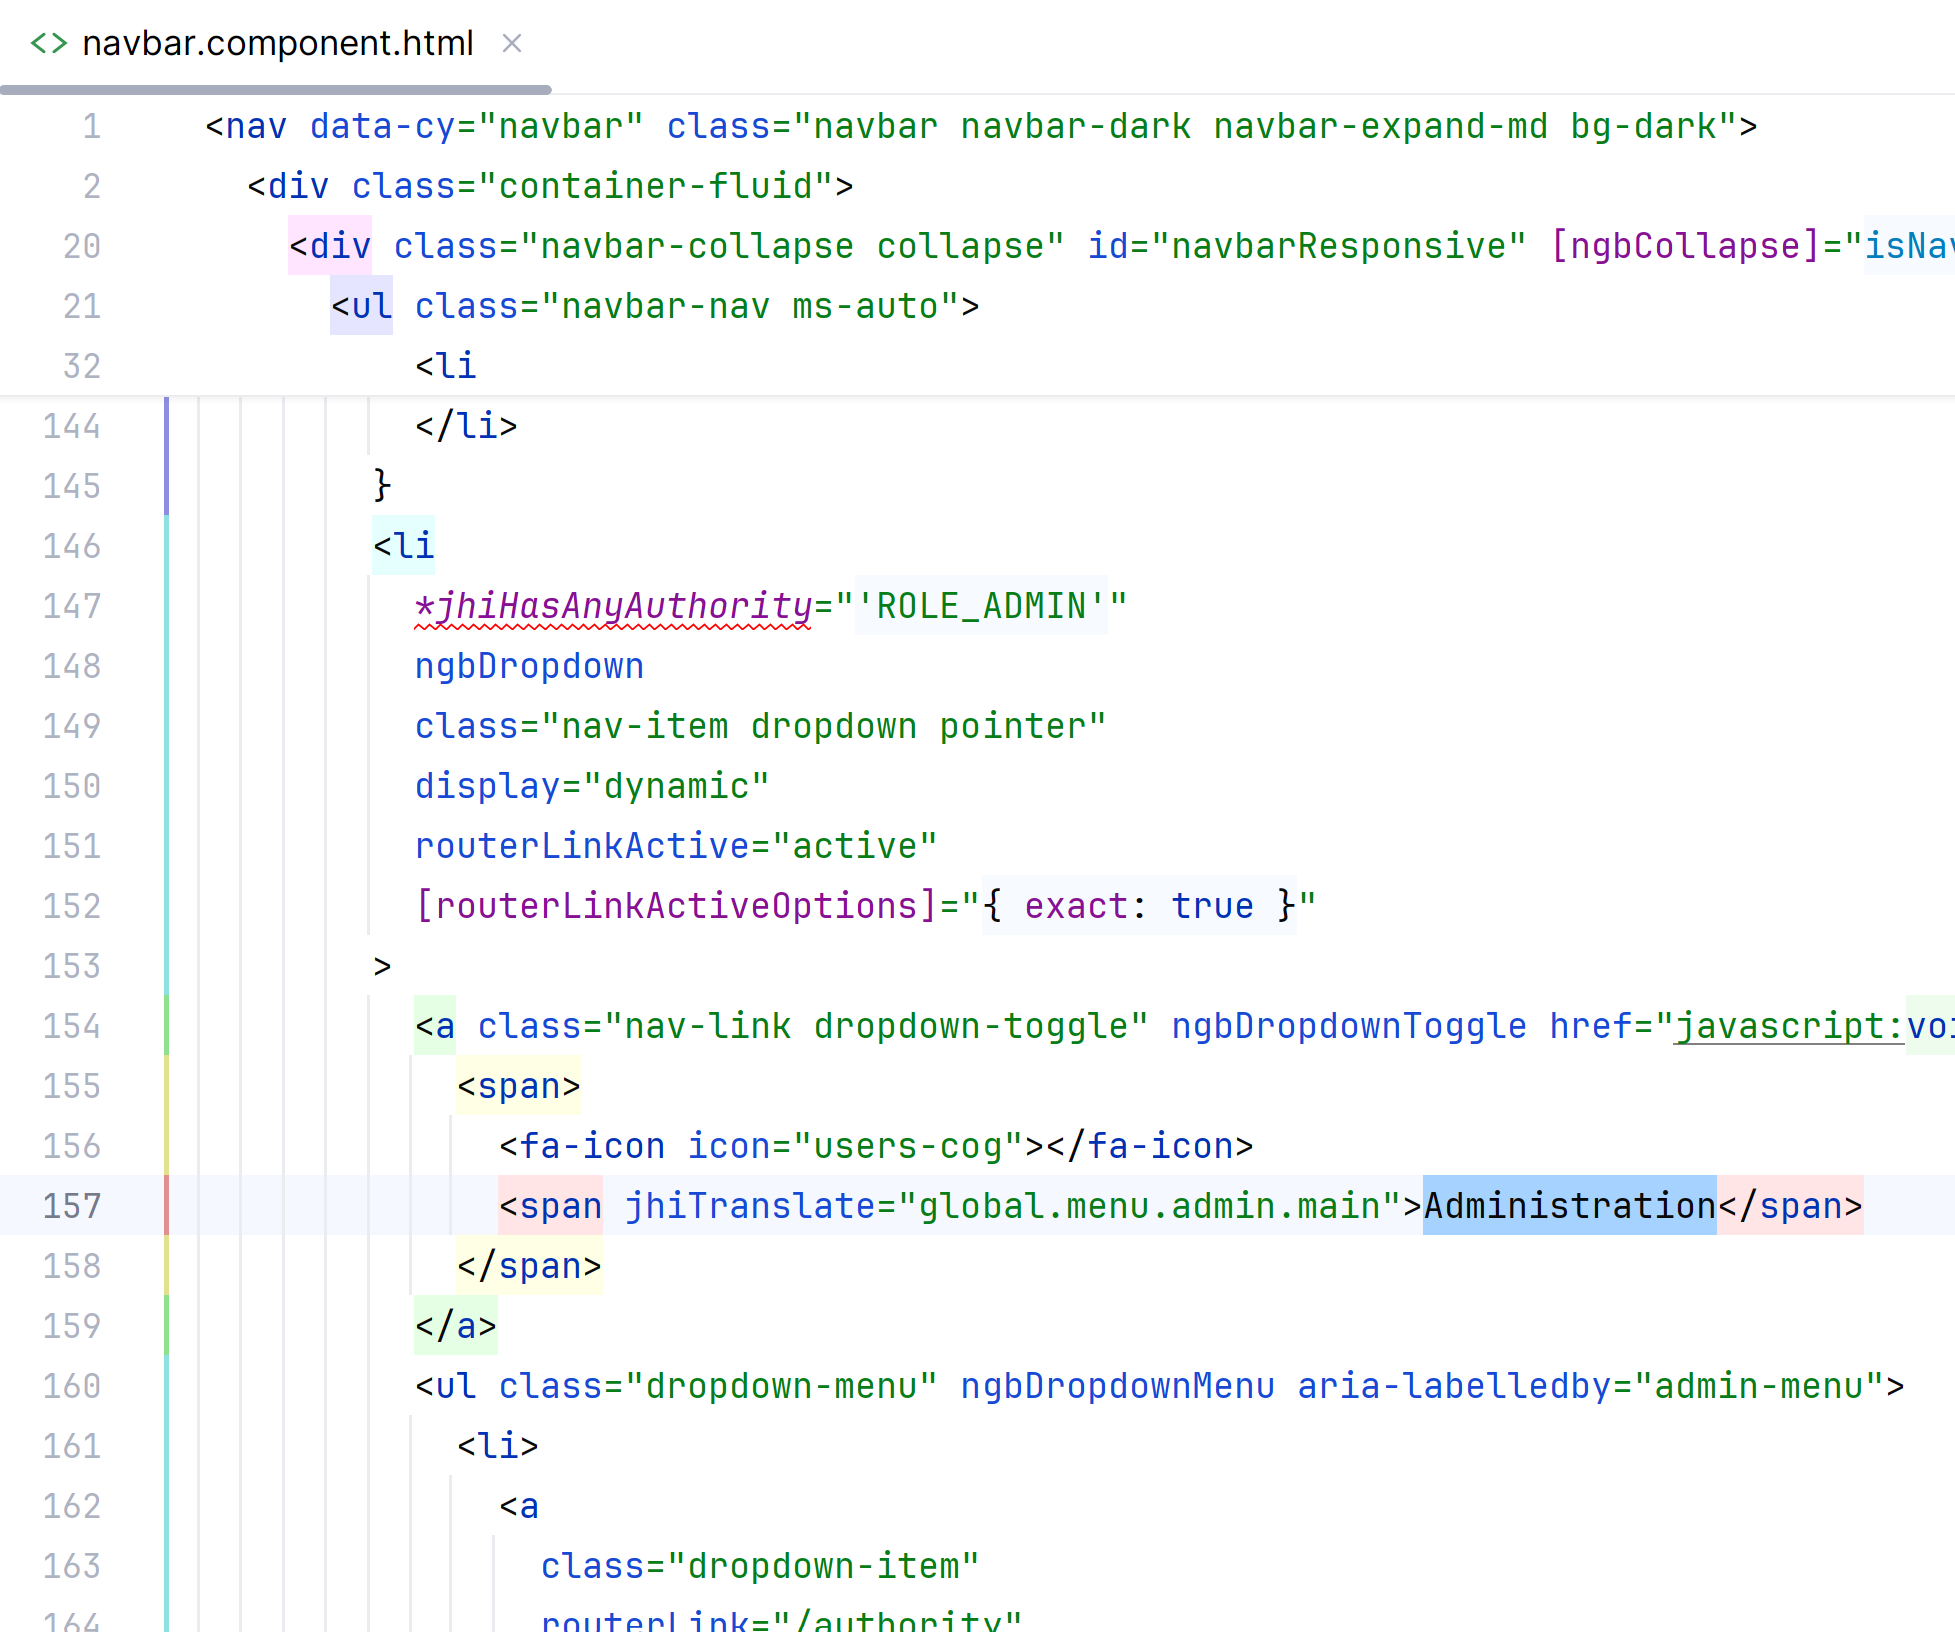 <> navbar.component.html ×
1 <nav data-cy="navbar" class="navbar navbar-dark navbar-expand-md bg-dark">
2 <div class="container-fluid">
20 <div class="navbar-collapse collapse" id="navbarResponsive" [ngbCollapse]="isNav
21 <ul class="navbar-nav ms-auto">
32 <li
144 </li>
145 }
146 <li
147 *jhiHasAnyAuthority="'ROLE_ADMIN'"
148 ngbDropdown
149 class="nav-item dropdown pointer"
150 display="dynamic"
151 routerLinkActive="active"
152 [routerLinkActiveOptions]="{ exact: true }"
153 >
154 <a class="nav-link dropdown-toggle" ngbDropdownToggle href="javascript:voi
155 <span>
156 <fa-icon icon="users-cog"></fa-icon>
157 <span jhiTranslate="global.menu.admin.main">Administration</span>
158 </span>
159 </a>
160 <ul class="dropdown-menu" ngbDropdownMenu aria-labelledby="admin-menu">
161 <li>
162 <a
163 class="dropdown-item"
164 routerLink="/authority"